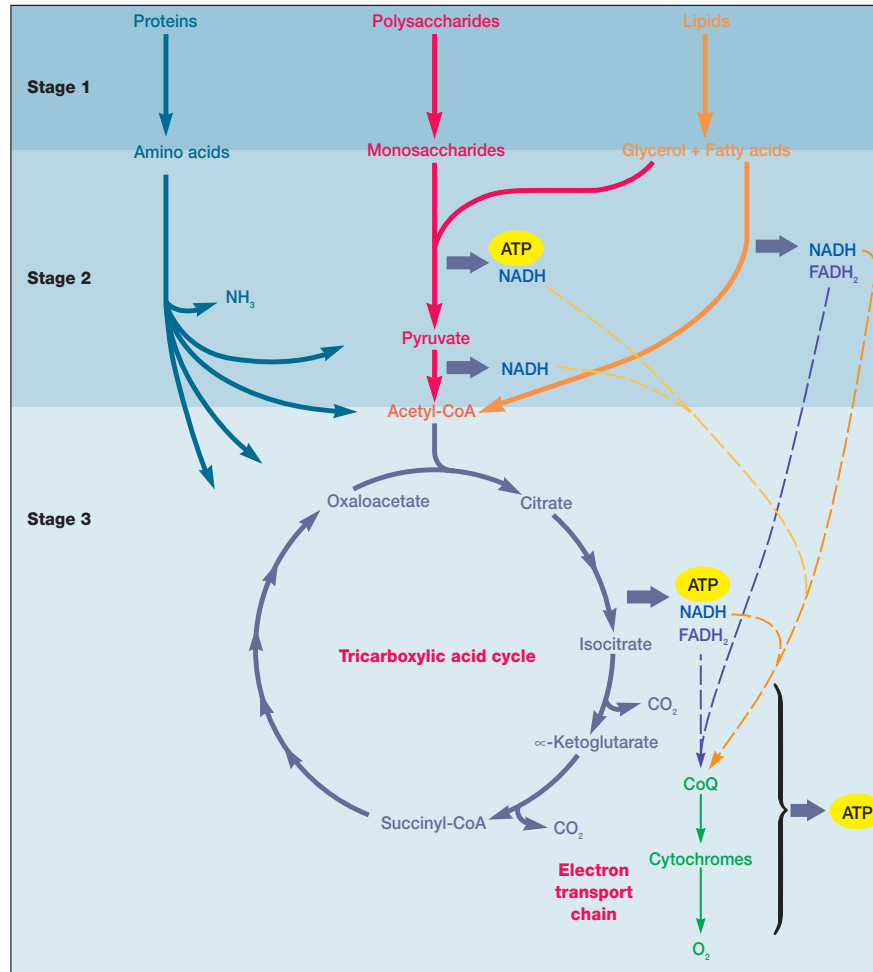 Proteins
Polysaccharides
Lipids
Stage 1
Amino acids
Monosaccharides
Glycerol + Fatty acids
Stage 2
NH₃
ATP
NADH
NADH
FADH₂
Pyruvate
NADH
Acetyl-CoA
Stage 3
Oxaloacetate
Citrate
ATP
NADH
FADH₂
Isocitrate
Tricarboxylic acid cycle
CO₂
∝-Ketoglutarate
CoQ
ATP
Succinyl-CoA
CO₂
Cytochromes
Electron
transport
chain
O₂